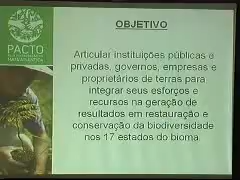 OBJETIVO
PACTO
Articular instituições públicas e
privadas, governos, empresas e
proprietários de terras para
integrar seus esforços e
recursos na geração de
resultados em restauração e
conservação da biodiversidade
nos 17 estados do bioma.